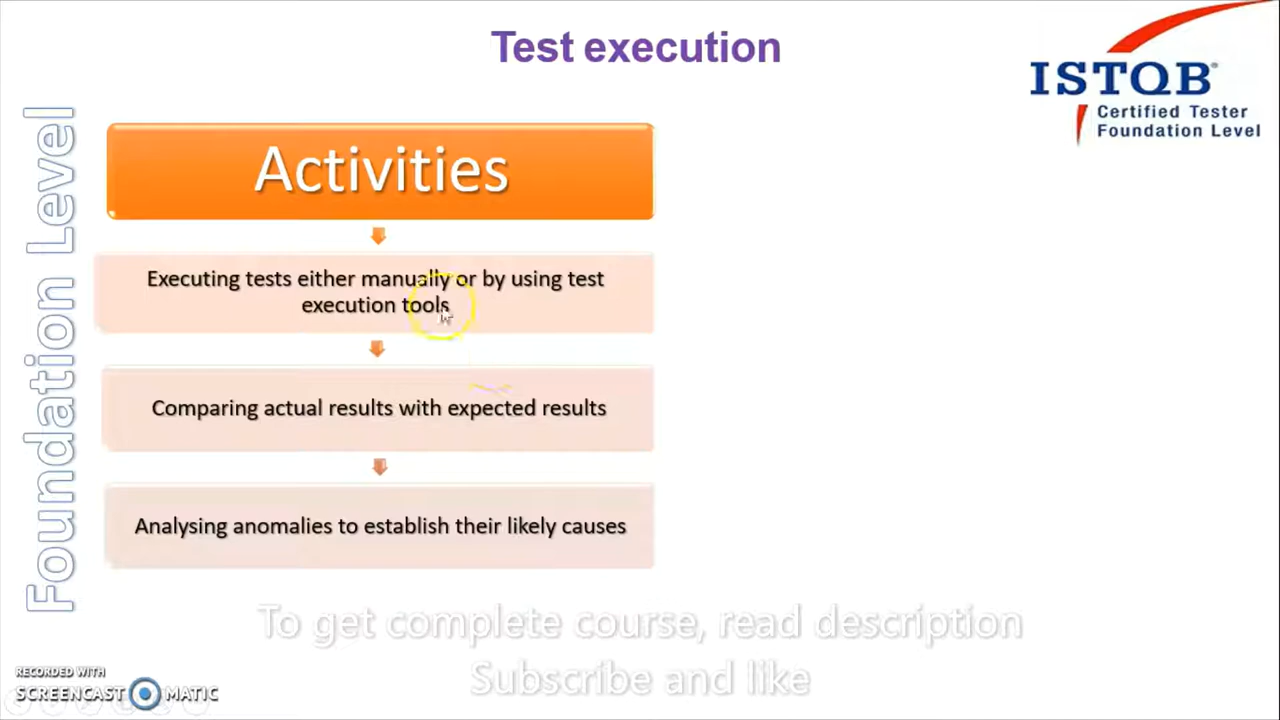 Test execution
ISTQB®
Certified Tester
Foundation Level
Foundation Level
Activities
Executing tests either manually or by using test
execution tools
Comparing actual results with expected results
Analysing anomalies to establish their likely causes
To get complete course, read description
Subscribe and like
RECORDED WITH
SCREENCAST MATIC